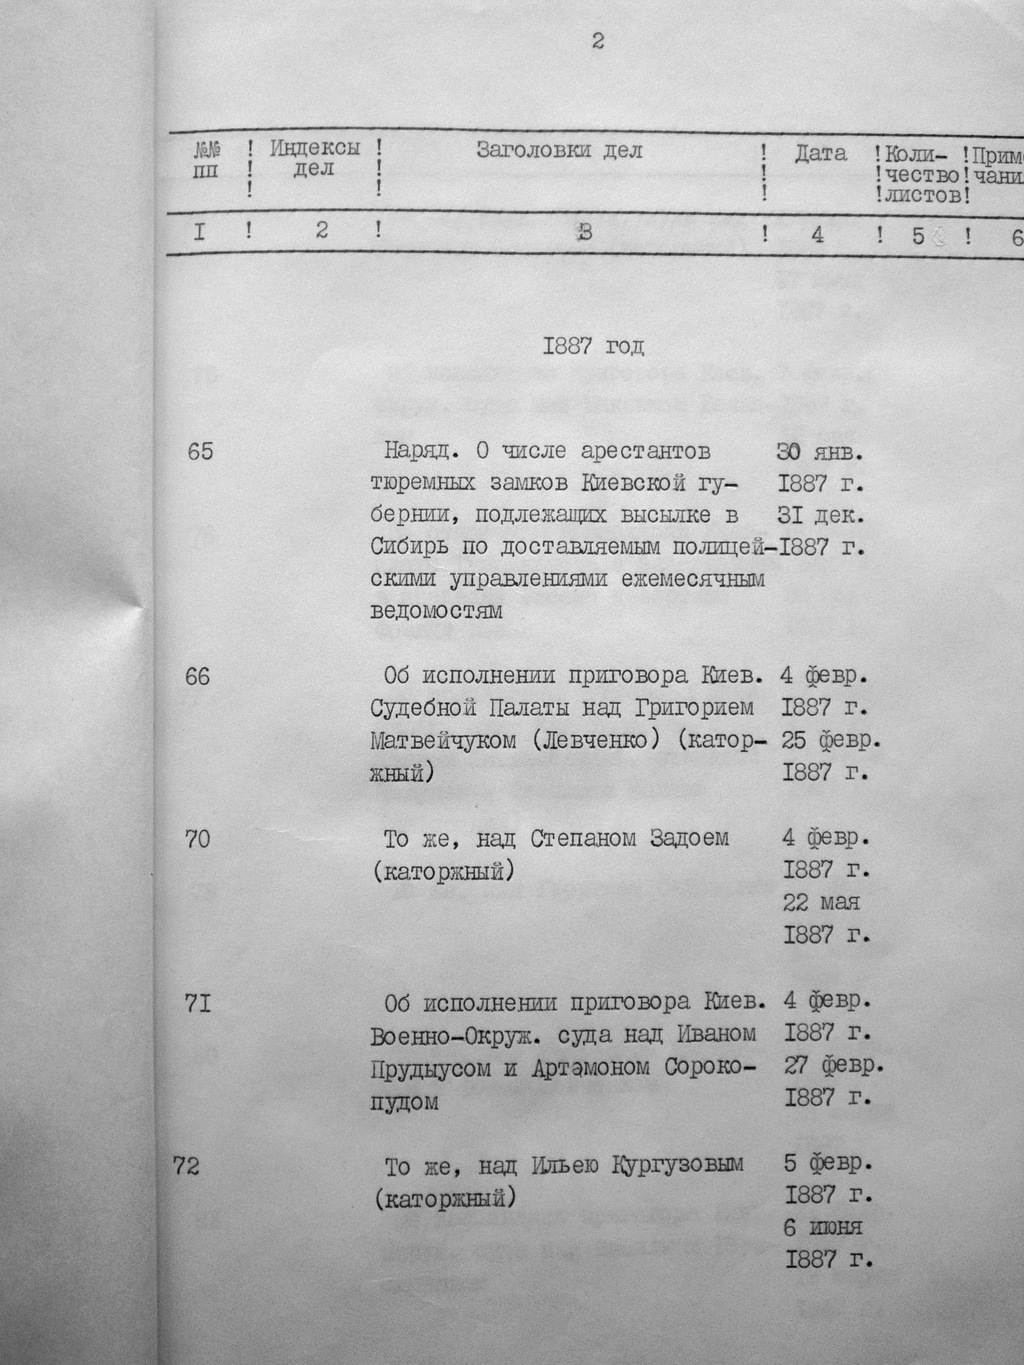 2
№№ ! Индексы ! Заголовки дел ! Дата !Коли- !Приме
пп ! дел ! ! !чество!чани
! ! ! !листов!
I ! 2 ! 3 ! 4 ! 5 ! 6
I887 год
65 Наряд. О числе арестантов 30 янв.
тюремных замков Киевской гу- I887 г.
бернии, подлежащих высылке в 3I дек.
Сибирь по доставляемым полицей-I887 г.
скими управлениями ежемесячным
ведомостям
66 Об исполнении приговора Киев. 4 февр.
Судебной Палаты над Григорием I887 г.
Матвейчуком (Левченко) (катор- 25 февр.
жный) I887 г.
70 То же, над Степаном Задоем 4 февр.
(каторжный) I887 г.
22 мая
I887 г.
7I Об исполнении приговора Киев. 4 февр.
Военно-Окруж. суда над Иваном I887 г.
Прудыусом и Артэмоном Сороко- 27 февр.
пудом I887 г.
72 То же, над Ильею Кургузовым 5 февр.
(каторжный) I887 г.
6 июня
I887 г.